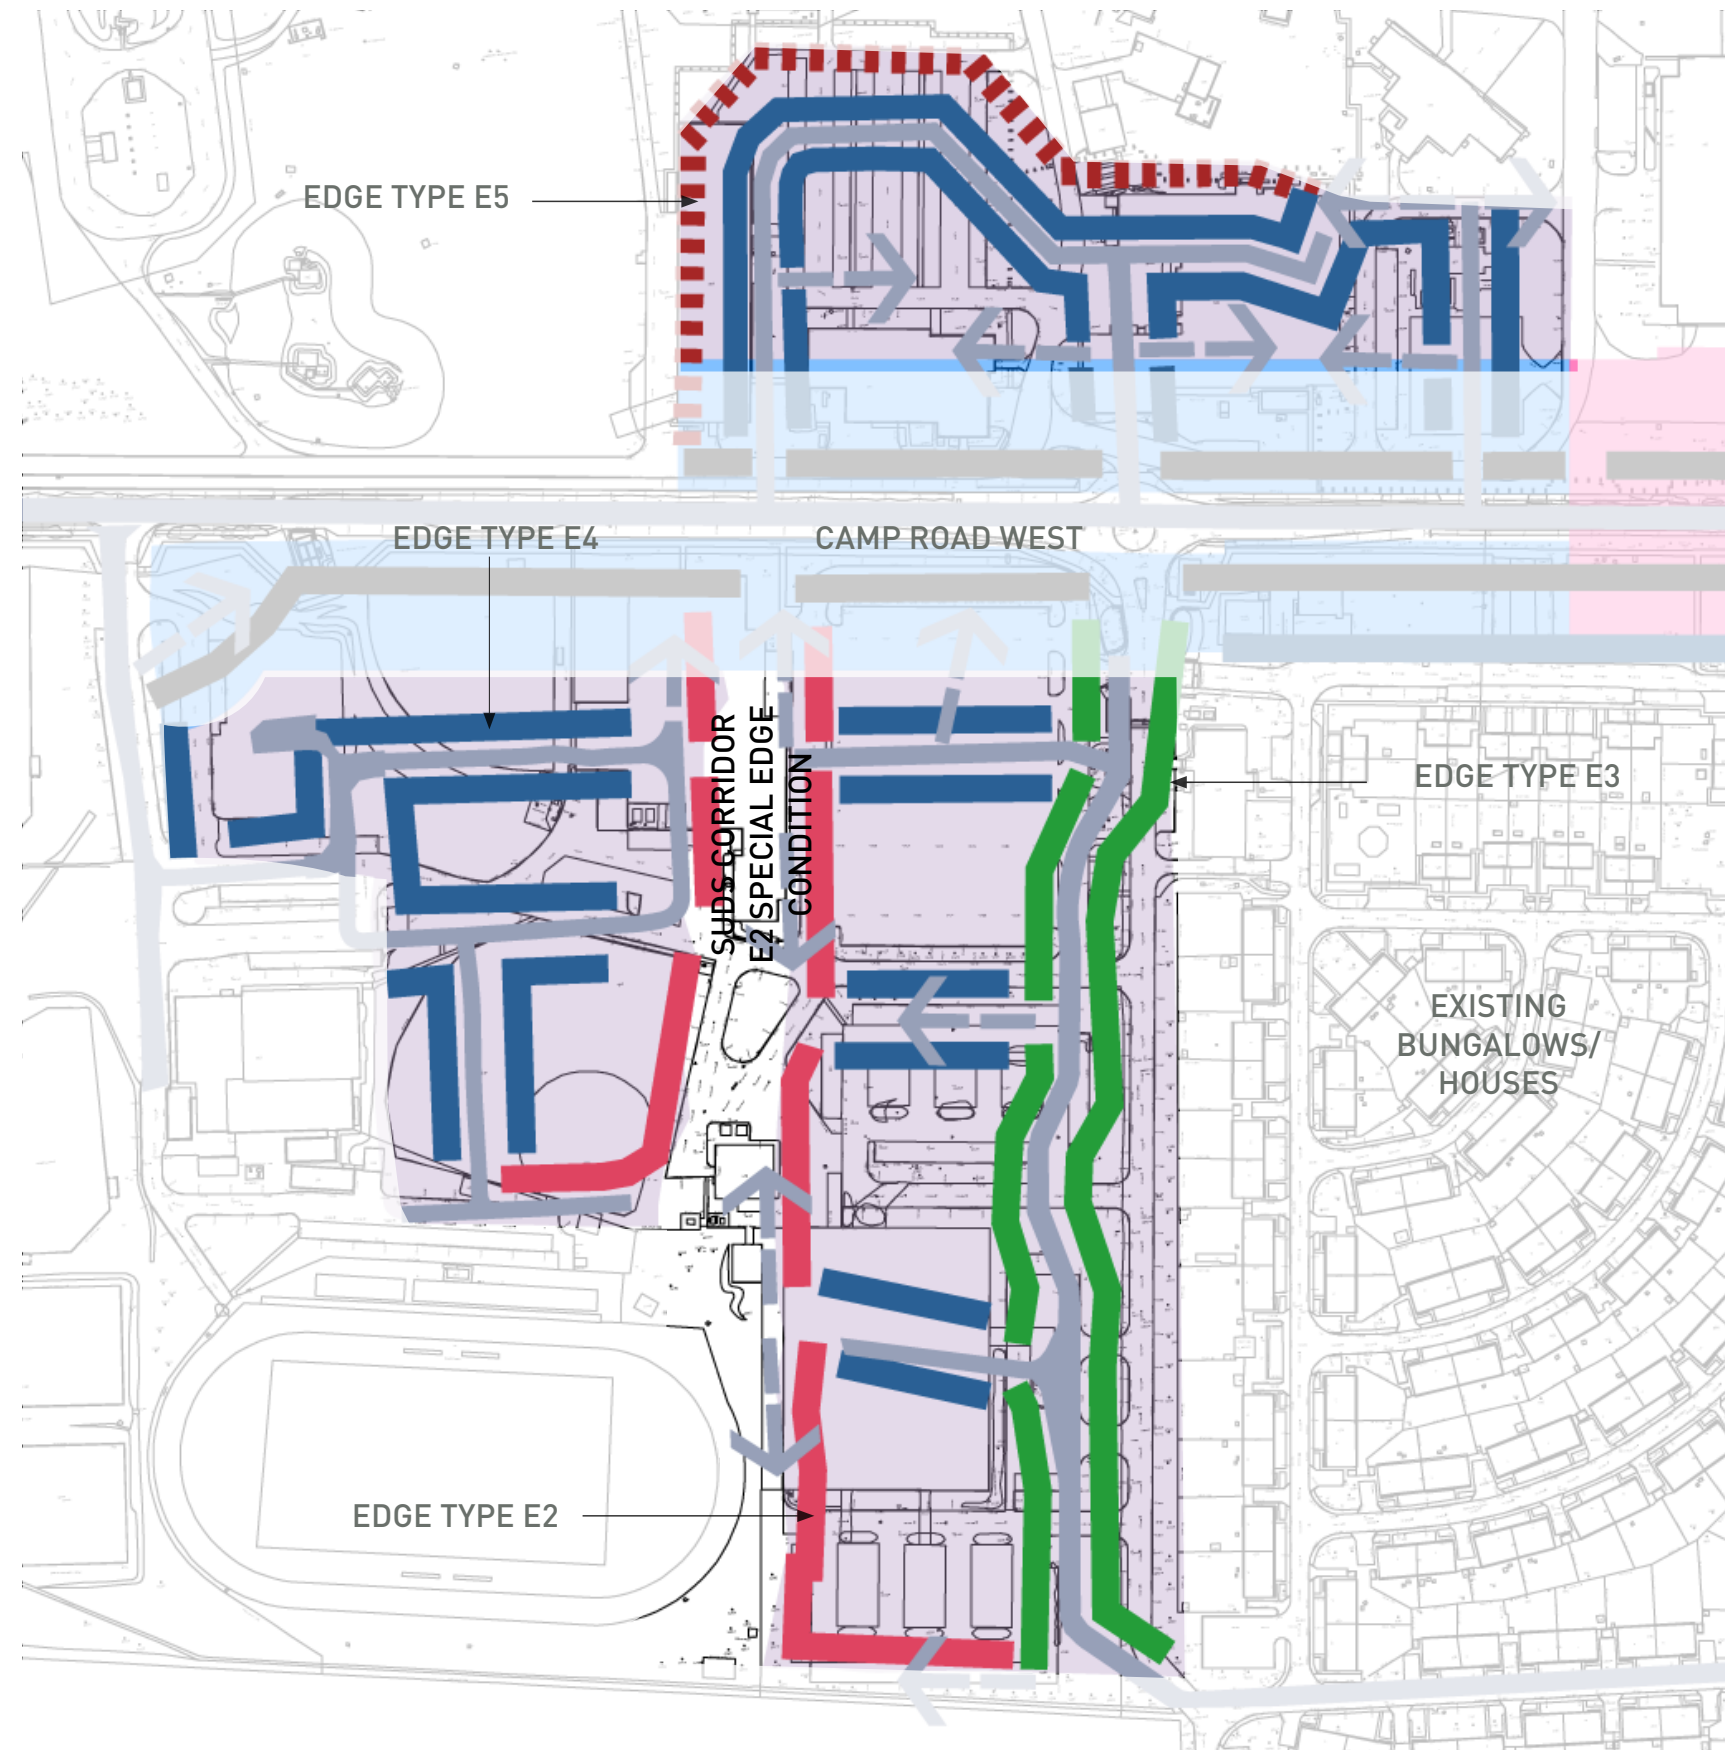 EDGE TYPE E5
EDGE TYPE E4
CAMP ROAD WEST
SUDS CORRIDOR
E2 SPECIAL EDGE
CONDITION
EDGE TYPE E3
EXISTING
BUNGALOWS/
HOUSES
EDGE TYPE E2